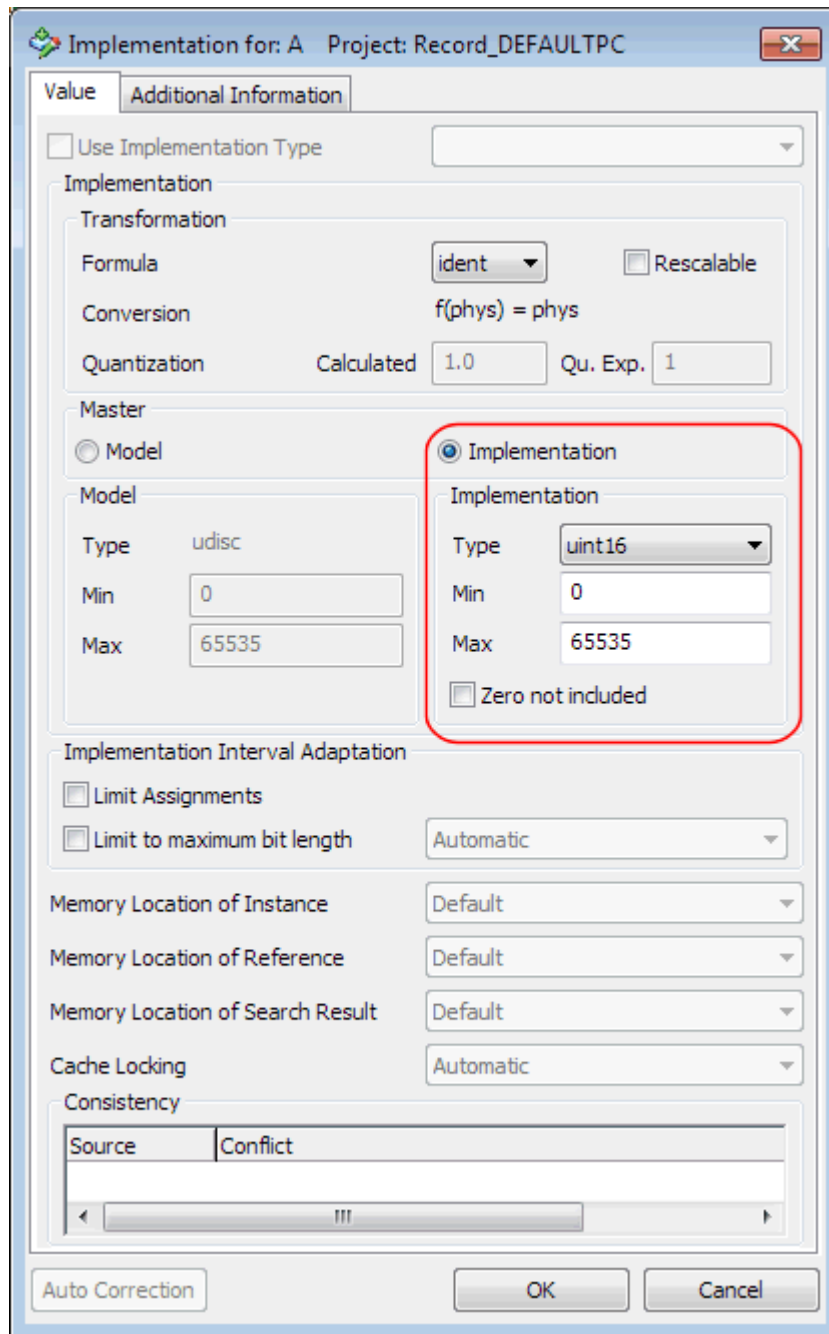 Implementation for: A Project: Record_DEFAULTPC
Value Additional Information
Use Implementation Type
Implementation
Transformation
Formula ident Rescalable
Conversion f(phys) = phys
Quantization Calculated 1.0 Qu. Exp. 1
Master
Model Implementation
Model Implementation
Type udisc Type uint16
Min 0 Min 0
Max 65535 Max 65535
Zero not included
Implementation Interval Adaptation
Limit Assignments
Limit to maximum bit length Automatic
Memory Location of Instance Default
Memory Location of Reference Default
Memory Location of Search Result Default
Cache Locking Automatic
Consistency
Source Conflict
Auto Correction OK Cancel